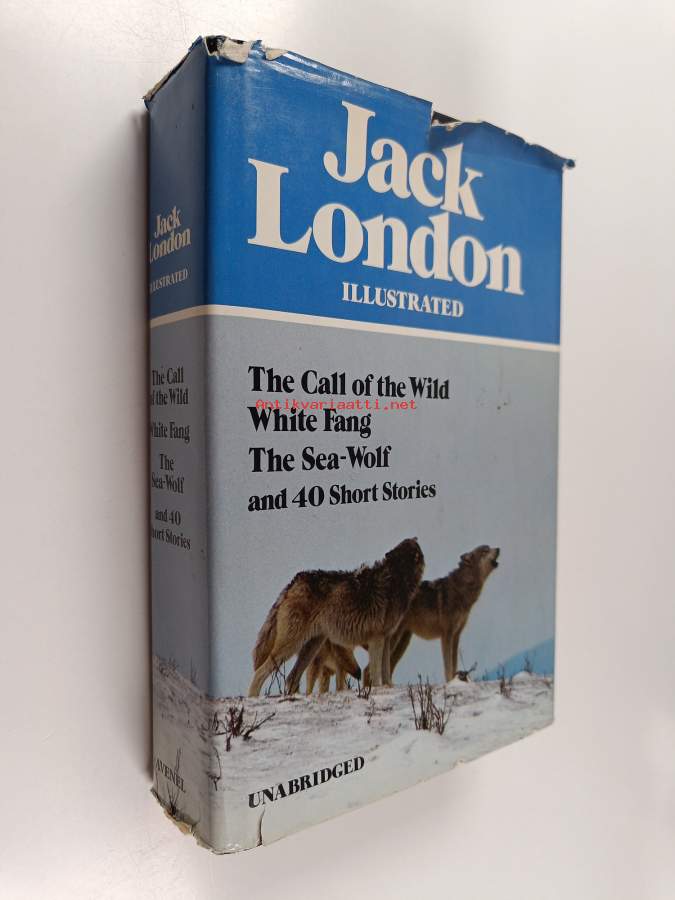 Jack
London
ILLUSTRATED
The Call
of the Wild
White Fang
The
Sea-Wolf
and 40
Short Stories
AVENEL
Jack
London
ILLUSTRATED
The Call of the Wild
Antikvariaatti.net
White Fang
The Sea-Wolf
and 40 Short Stories
UNABRIDGED